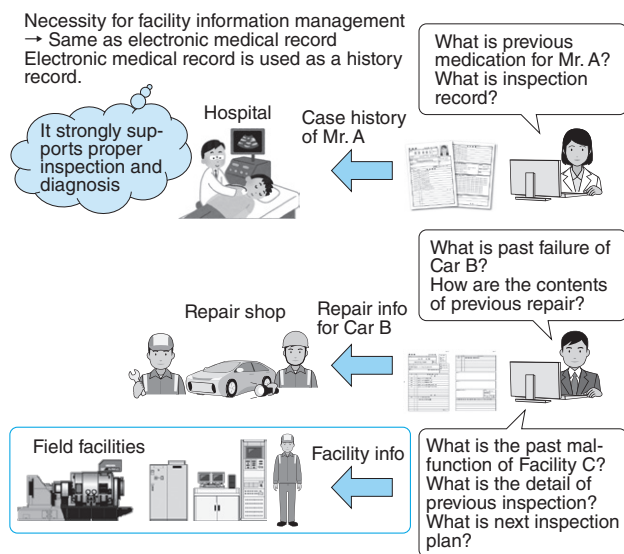 Necessity for facility information management
→ Same as electronic medical record
Electronic medical record is used as a history
record.
What is previous
medication for Mr. A?
What is inspection
record?
Hospital
Case history
of Mr. A
It strongly sup-
ports proper
inspection and
diagnosis
What is past failure of
Car B?
How are the contents
of previous repair?
Repair shop
Repair info
for Car B
Field facilities
Facility info
What is the past mal-
function of Facility C?
What is the detail of
previous inspection?
What is next inspection
plan?